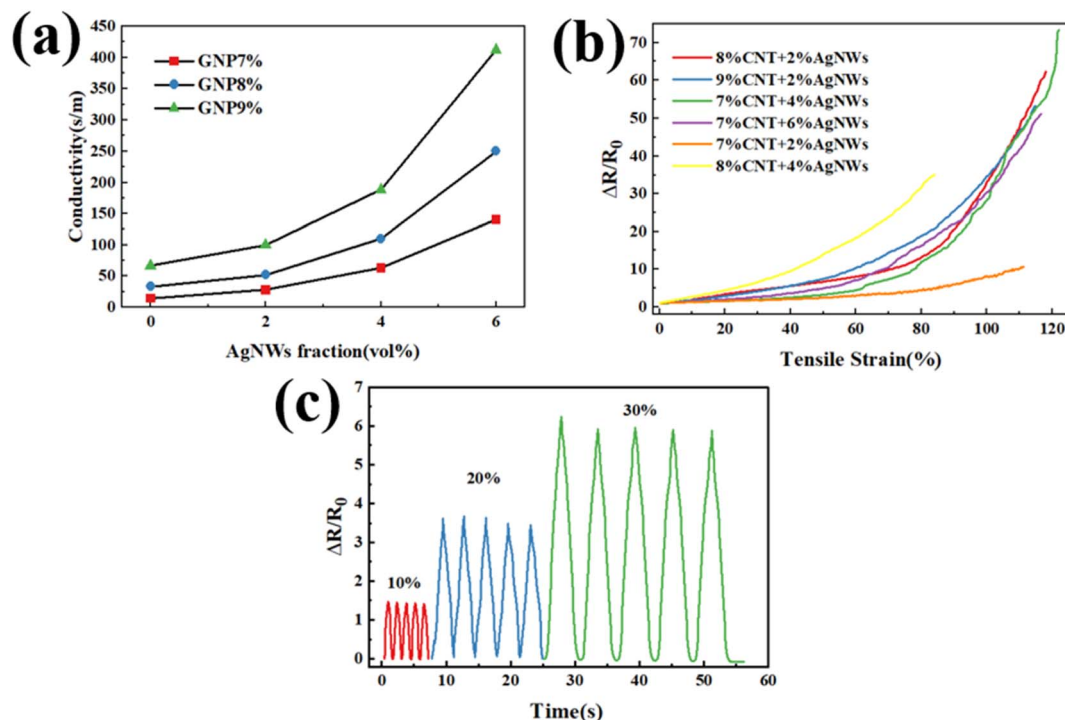 (a)
450
400
350
300
250
200
150
100
50
0
Conductivity(s/m)
GNP7%
GNP8%
GNP9%
0 2 4 6
AgNWs fraction(vol%)
(b)
70
60
50
40
30
20
10
0
ΔR/R0
8%CNT+2%AgNWs
9%CNT+2%AgNWs
7%CNT+4%AgNWs
7%CNT+6%AgNWs
7%CNT+2%AgNWs
8%CNT+4%AgNWs
0 20 40 60 80 100 120
Tensile Strain(%)
(c)
7
6
5
4
3
2
1
0
ΔR/R0
10%
20%
30%
0 10 20 30 40 50 60
Time(s)